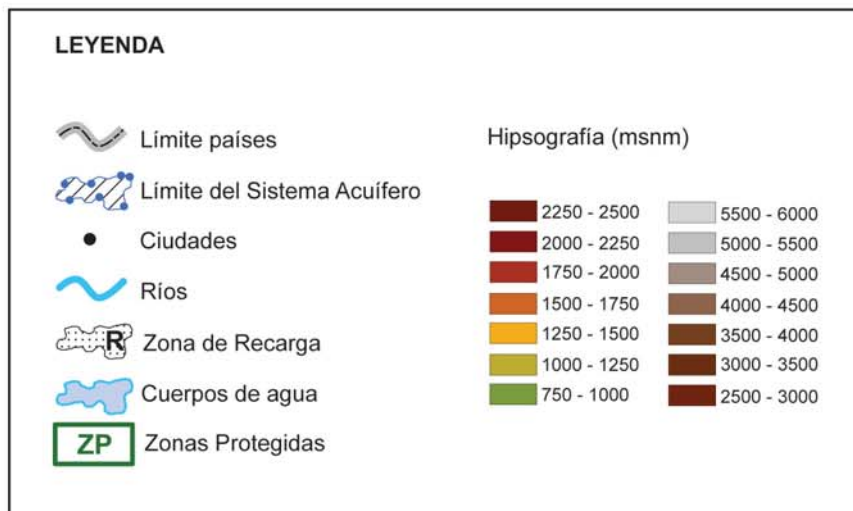 LEYENDA
Límite países
Límite del Sistema Acuífero
Ciudades
Ríos
R Zona de Recarga
Cuerpos de agua
ZP Zonas Protegidas
Hipsografía (msnm)
2250 - 2500
2000 - 2250
1750 - 2000
1500 - 1750
1250 - 1500
1000 - 1250
750 - 1000
5500 - 6000
5000 - 5500
4500 - 5000
4000 - 4500
3500 - 4000
3000 - 3500
2500 - 3000